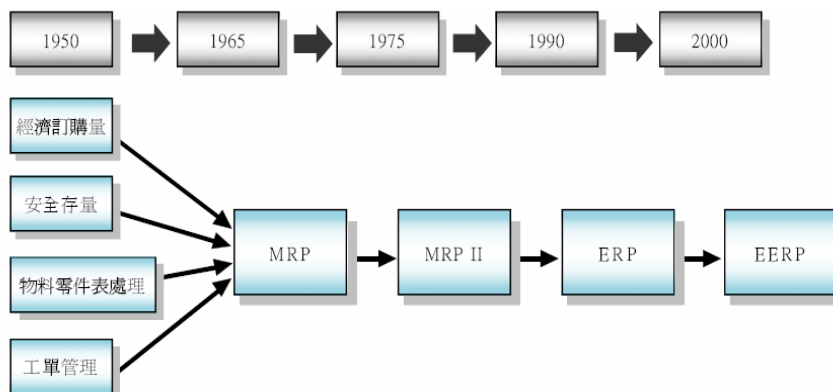 1950
1965
1975
1990
2000
經濟訂購量
安全存量
物料零件表處理
工單管理
MRP
MRP II
ERP
EERP